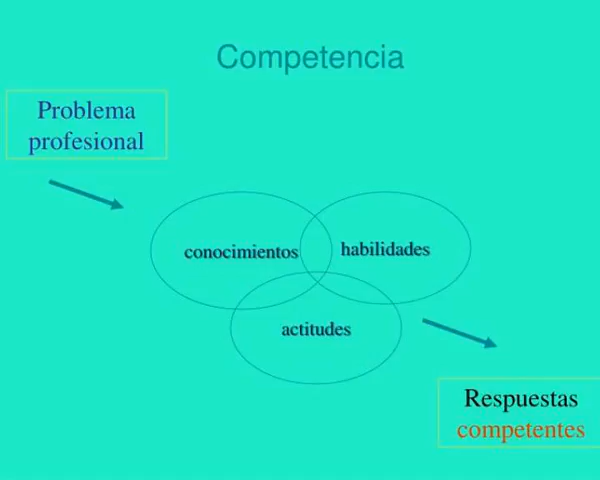 Competencia
Problema
profesional
conocimientos
habilidades
actitudes
Respuestas
competentes